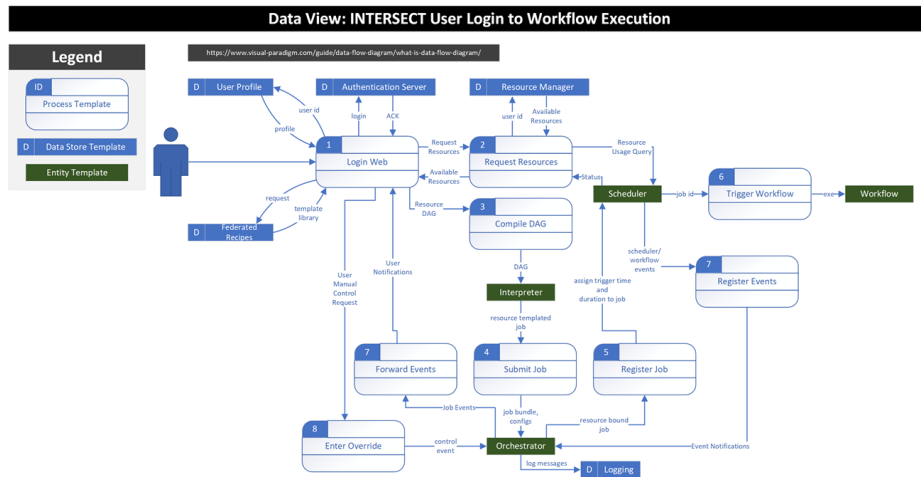 Data View: INTERSECT User Login to Workflow Execution
Legend
https://www.visual-paradigm.com/guide/data-flow-diagram/what-is-data-flow-diagram/
ID
Process Template
D Data Store Template
Entity Template
D User Profile
D Authentication Server
D Resource Manager
user id
profile
login
ACK
user id
Available
Resources
1
Login Web
Request
Resources
Available
Resources
2
Request Resources
Resource
Usage Query
Status
Scheduler
job id
6
Trigger Workflow
exe
Workflow
request
template
library
D Federated
Recipes
Resource
DAG
3
Compile DAG
User
Manual
Control
Request
User
Notifications
DAG
Interpreter
assign trigger time
and
duration to job
scheduler/
workflow
events
7
Register Events
resource templated
job
7
Forward Events
4
Submit Job
5
Register Job
Job Events
job bundle,
configs
resource bound
job
8
Enter Override
control
event
Orchestrator
Event Notifications
log messages
D Logging